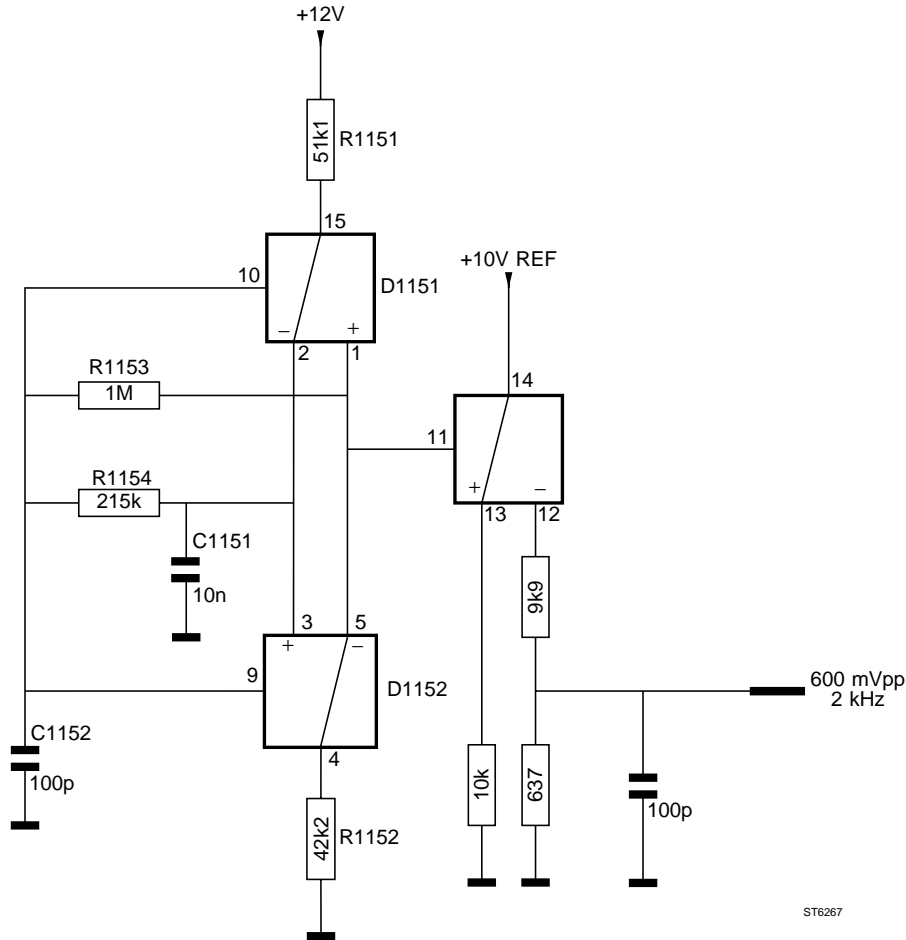 +12V
51k1
R1151
15
10
D1151
− +
2 1
+10V REF
R1153
1M
14
11
R1154
215k
+ −
13 12
C1151
10n
9k9
3 5
+ −
9
D1152
600 mVpp
2 kHz
C1152
100p
4
42k2
R1152
10k
637
100p
ST6267